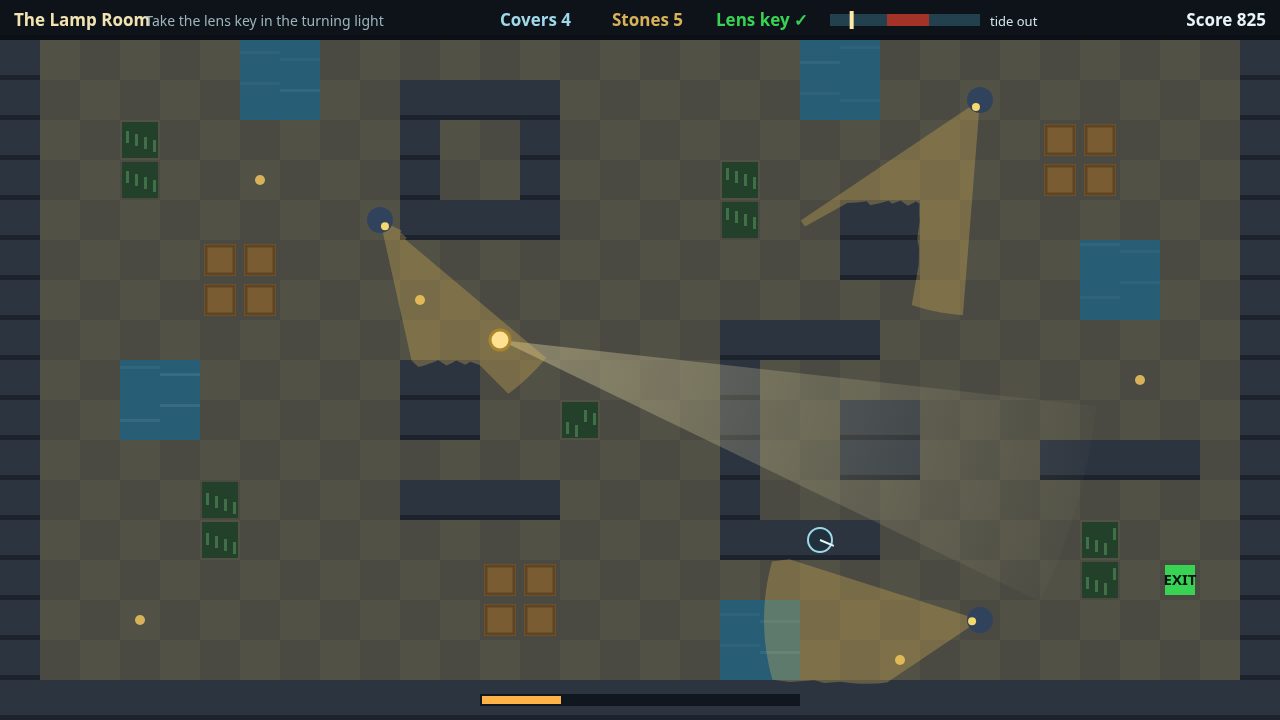 The Lamp Room Take the lens key in the turning light Covers 4 Stones 5 Lens key ✓ tide out Score 825
EXIT